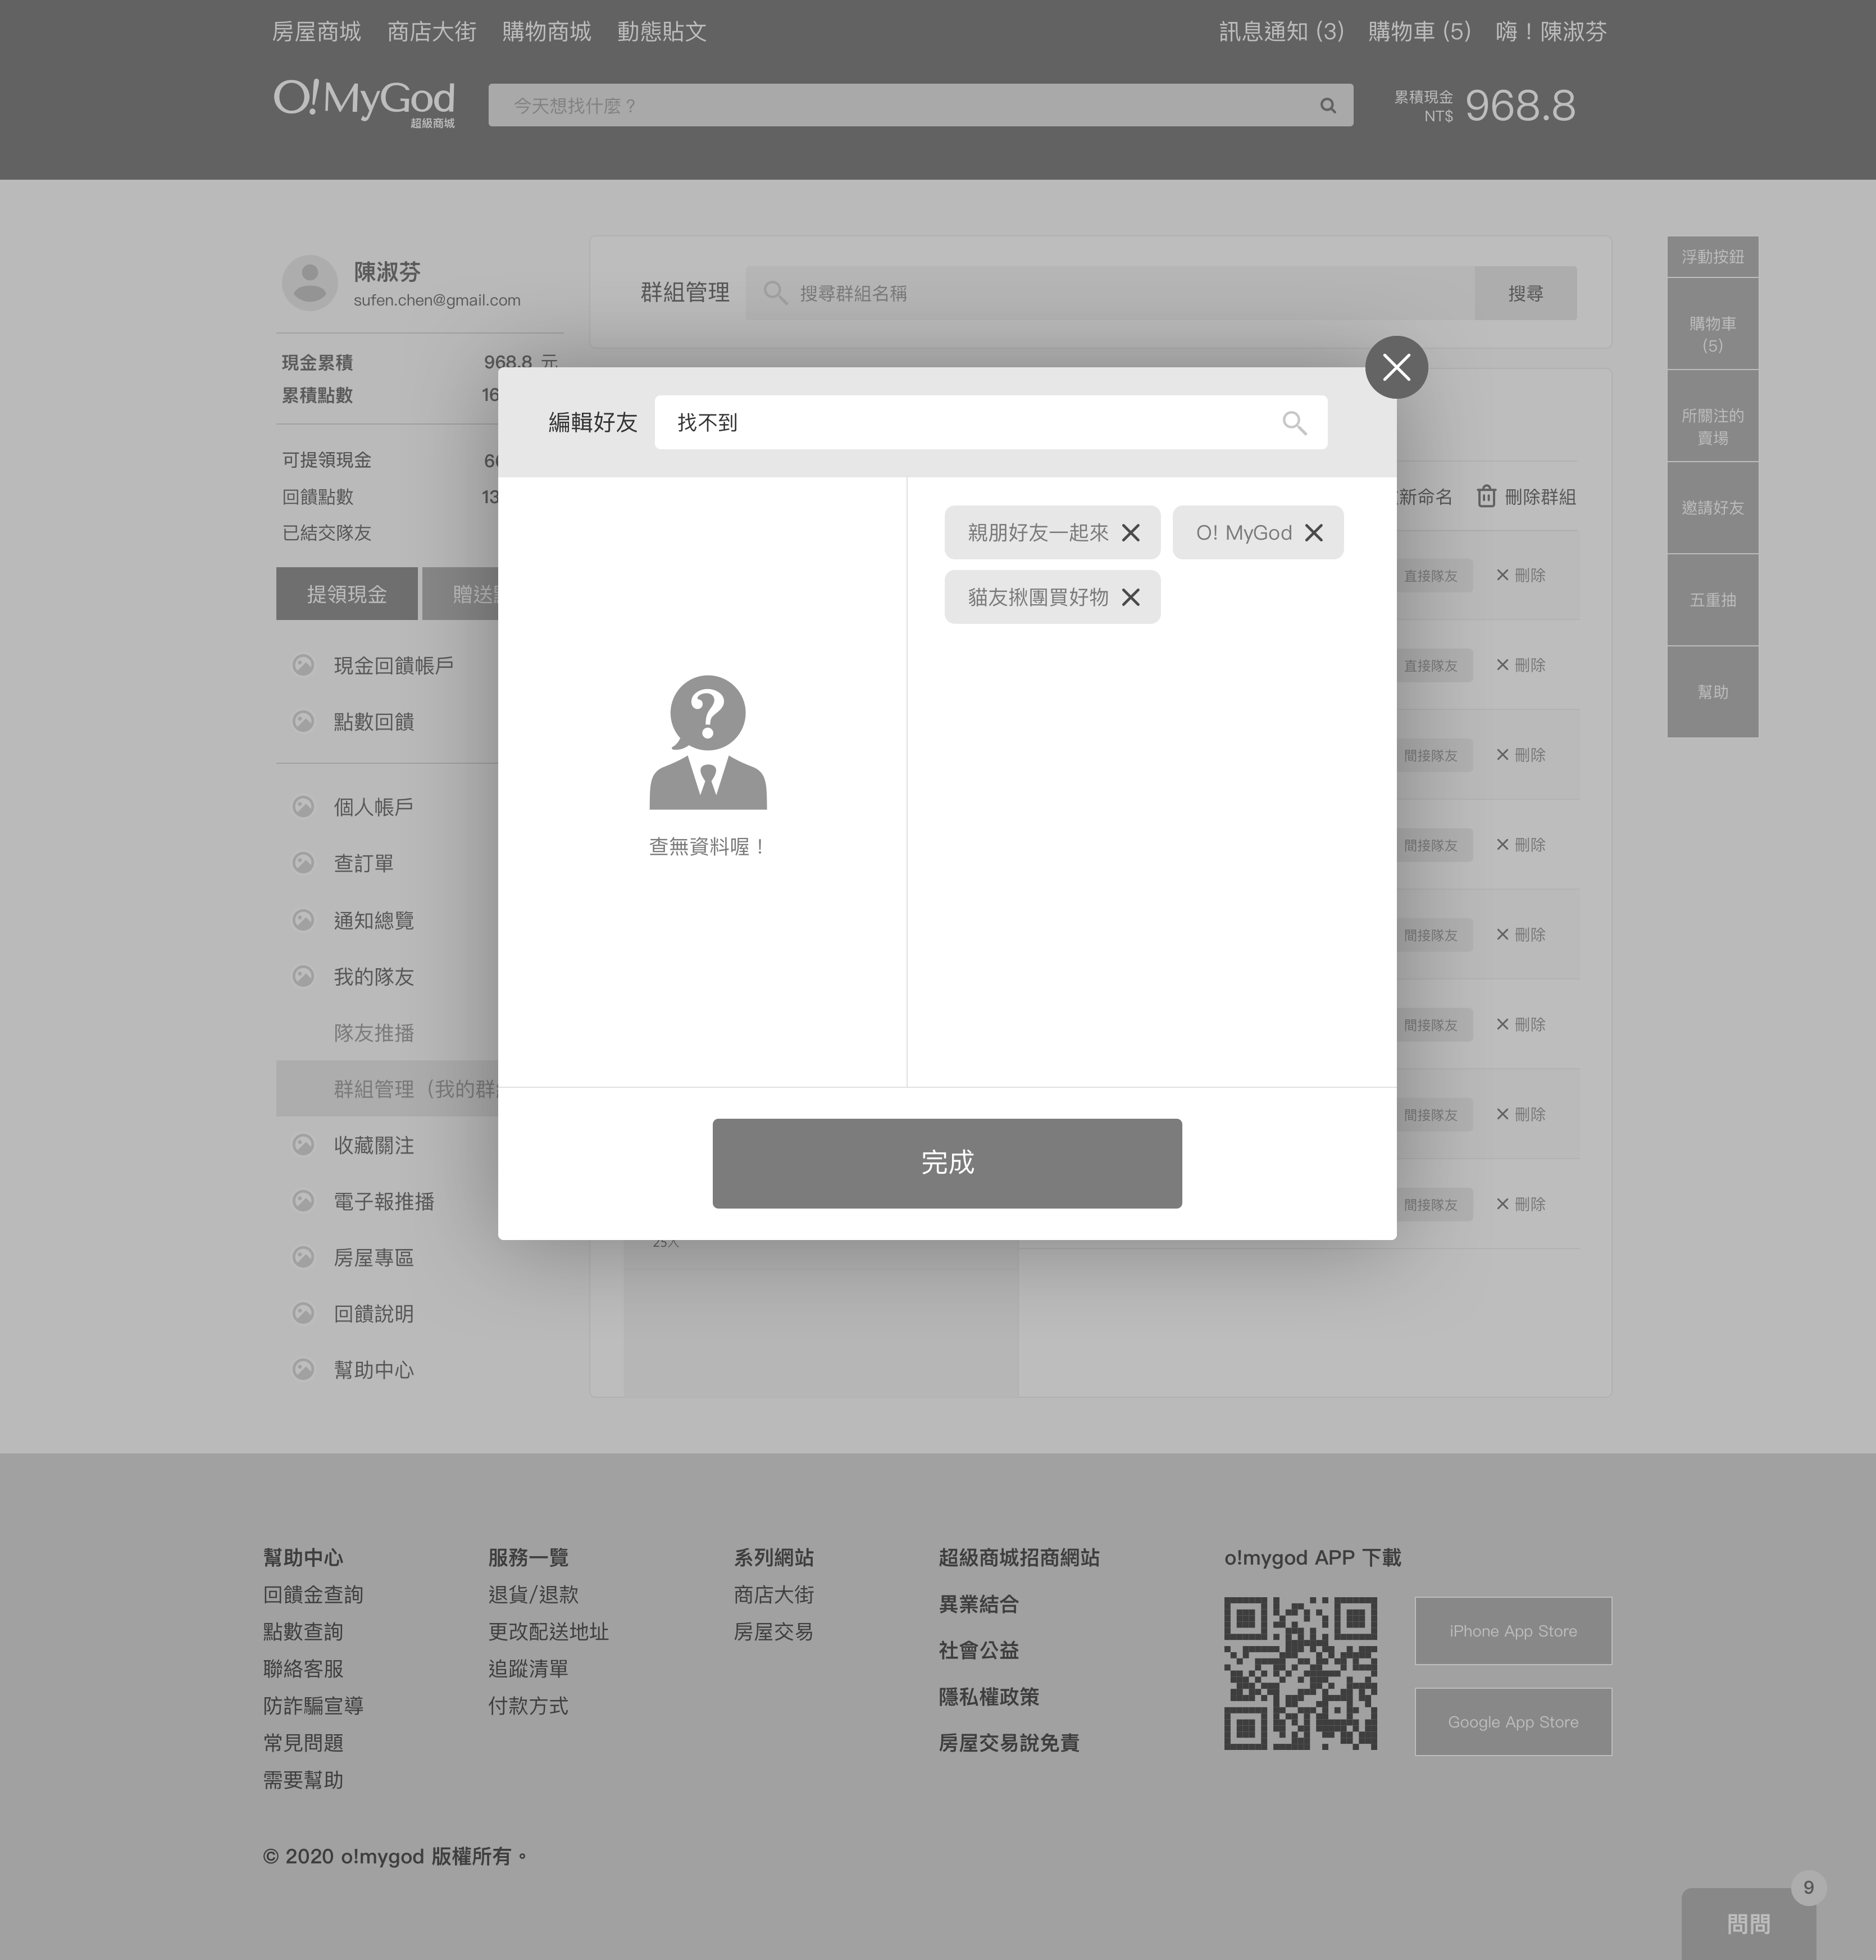 房屋商城 商店大街 購物商城 動態貼文 訊息通知 (3) 購物車 (5) 嗨！陳淑芬
O!MyGod
超級商城
今天想找什麼？
累積現金
NT$
968.8
陳淑芬
sufen.chen@gmail.com
群組管理 搜尋群組名稱 搜尋
浮動按鈕
購物車
(5)
所關注的
賣場
邀請好友
五重抽
幫助
現金累積 968.8 元
累積點數 16
可提領現金
回饋點數 13
已結交隊友
提領現金 贈送
現金回饋帳戶
點數回饋
個人帳戶
查訂單
通知總覽
我的隊友
隊友推播
群組管理（我的群
收藏關注
電子報推播
房屋專區
回饋說明
幫助中心
編輯好友 找不到
親朋好友一起來 O! MyGod
貓友揪團買好物
查無資料喔！
完成
新命名 刪除群組
直接隊友 刪除
直接隊友 刪除
間接隊友 刪除
間接隊友 刪除
間接隊友 刪除
間接隊友 刪除
間接隊友 刪除
間接隊友 刪除
25人
幫助中心
回饋金查詢
點數查詢
聯絡客服
防詐騙宣導
常見問題
需要幫助
服務一覽
退貨/退款
更改配送地址
追蹤清單
付款方式
系列網站
商店大街
房屋交易
超級商城招商網站
異業結合
社會公益
隱私權政策
房屋交易說免責
o!mygod APP 下載
iPhone App Store
Google App Store
© 2020 o!mygod 版權所有。
9
問問